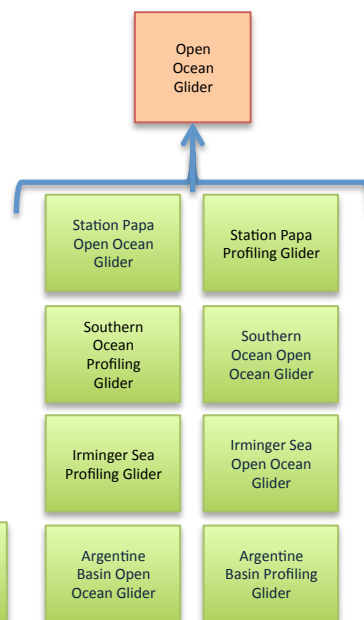 Open
Ocean
Glider
Station Papa
Open Ocean
Glider
Station Papa
Profiling Glider
Southern
Ocean
Profiling
Glider
Southern
Ocean Open
Ocean Glider
Irminger Sea
Profiling Glider
Irminger Sea
Open Ocean
Glider
Argentine
Basin Open
Ocean Glider
Argentine
Basin Profiling
Glider